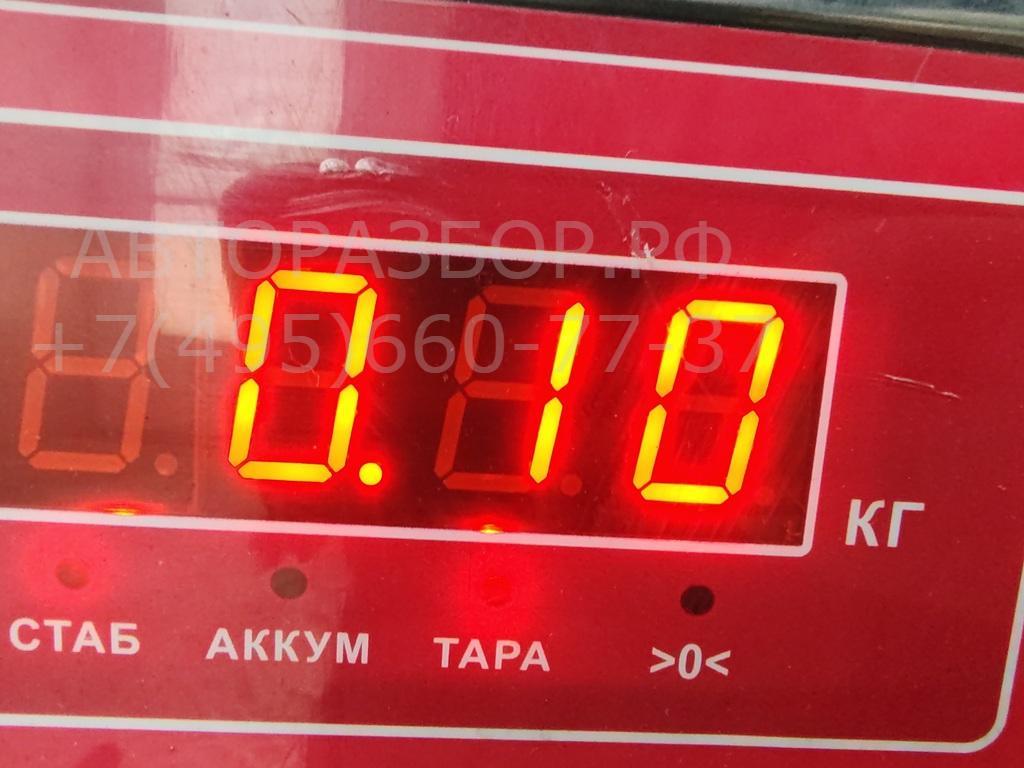 АВТОРАЗБОР.РФ
+7(495)660-77-37
0.10
КГ
СТАБ АККУМ ТАРА >0<